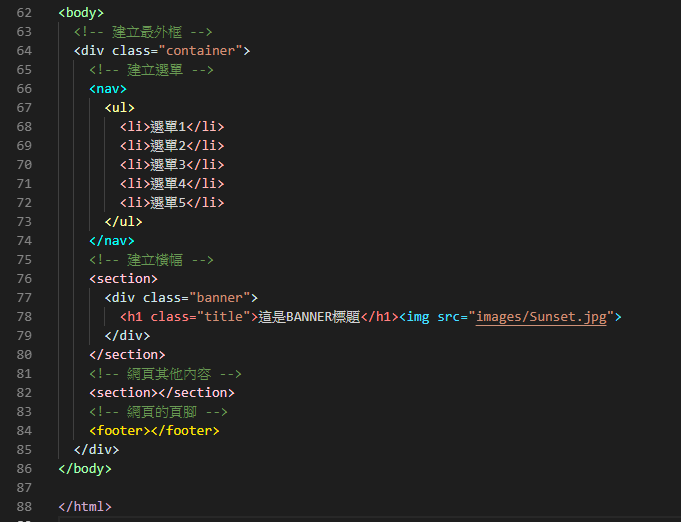 62 <body>
63 <!-- 建立最外框 -->
64 <div class="container">
65 <!-- 建立選單 -->
66 <nav>
67 <ul>
68 <li>選單1</li>
69 <li>選單2</li>
70 <li>選單3</li>
71 <li>選單4</li>
72 <li>選單5</li>
73 </ul>
74 </nav>
75 <!-- 建立橫幅 -->
76 <section>
77 <div class="banner">
78 <h1 class="title">這是BANNER標題</h1><img src="images/Sunset.jpg">
79 </div>
80 </section>
81 <!-- 網頁其他內容 -->
82 <section></section>
83 <!-- 網頁的頁腳 -->
84 <footer></footer>
85 </div>
86 </body>
87
88 </html>